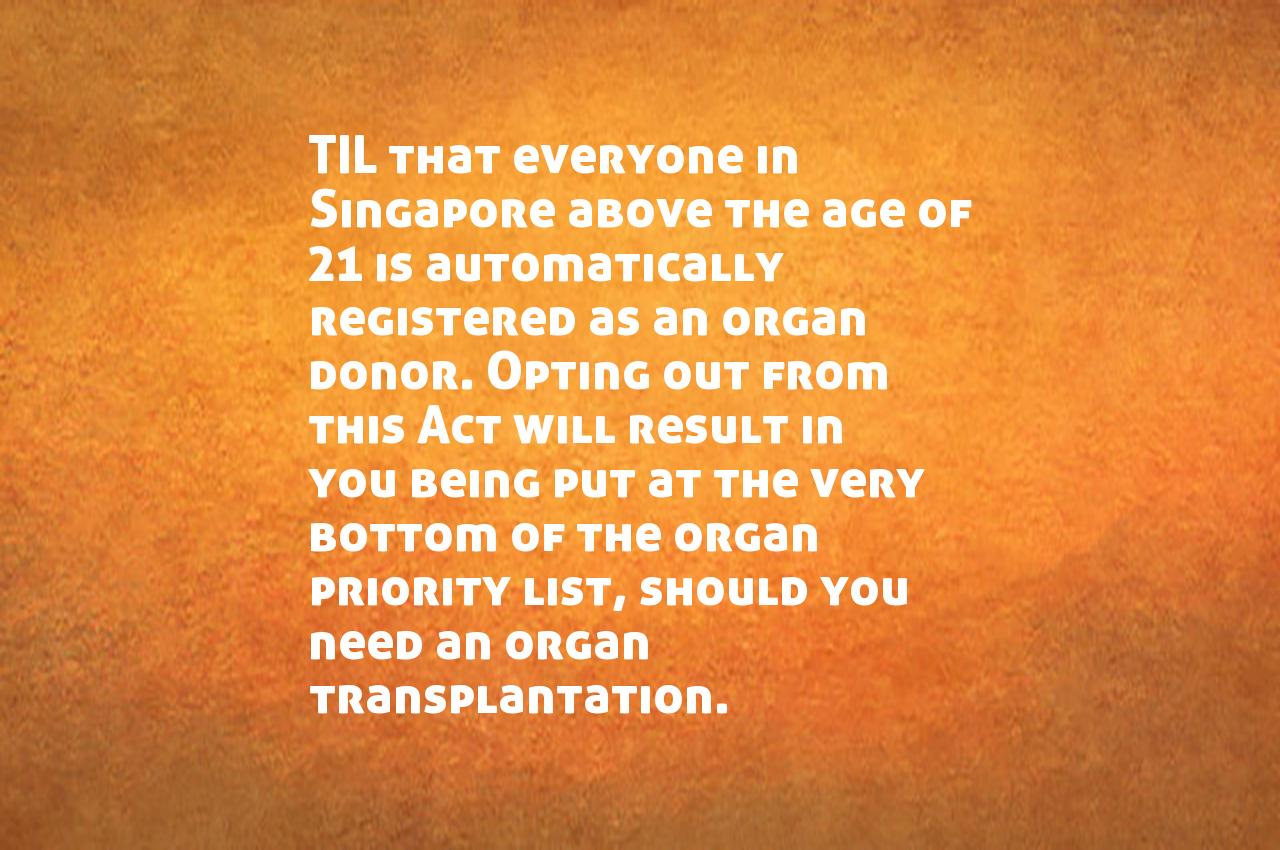 TIL that everyone in
Singapore above the age of
21 is automatically
registered as an organ
donor. Opting out from
this Act will result in
you being put at the very
bottom of the organ
priority list, should you
need an organ
transplantation.